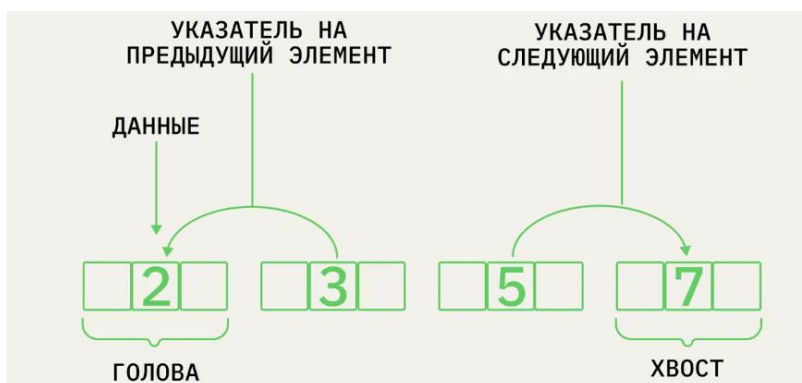 УКАЗАТЕЛЬ НА
ПРЕДЫДУЩИЙ ЭЛЕМЕНТ
УКАЗАТЕЛЬ НА
СЛЕДУЮЩИЙ ЭЛЕМЕНТ
ДАННЫЕ
2 3 5 7
ГОЛОВА
ХВОСТ